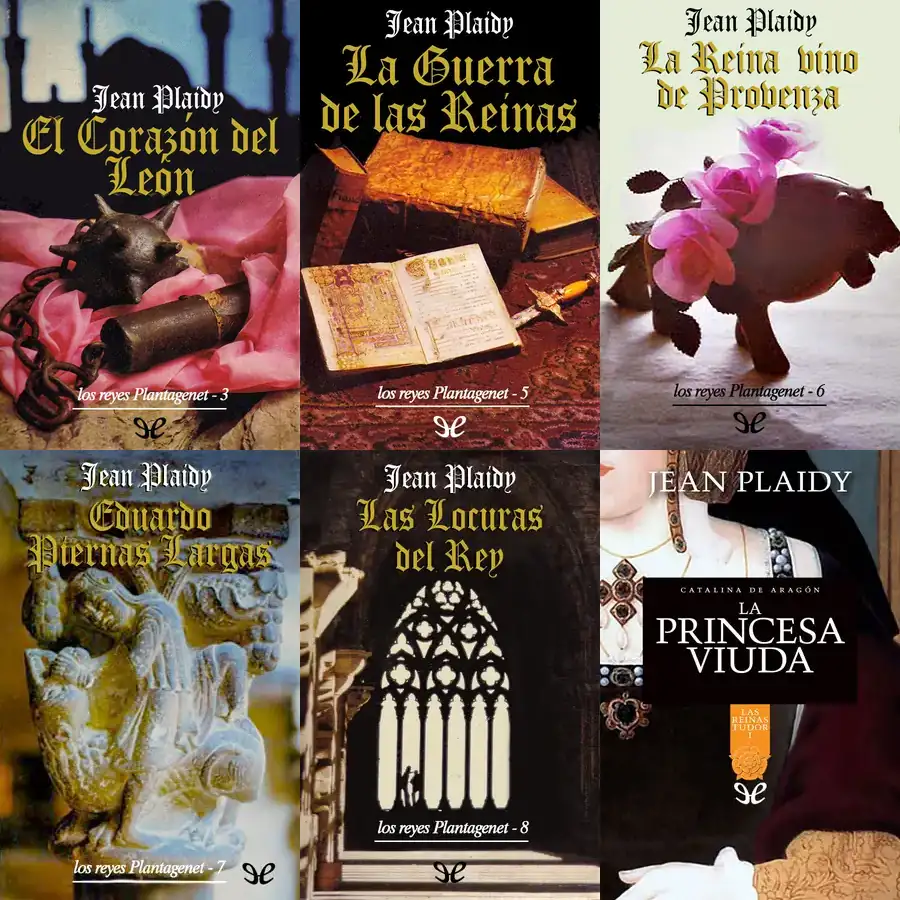 Jean Plaidy
El Corazón del
León
los reyes Plantagenet - 3
Jean Plaidy
La Guerra
de las Reinas
los reyes Plantagenet - 5
Jean Plaidy
La Reina vino
de Provenza
los reyes Plantagenet - 6
Jean Plaidy
Eduardo
Piernas Largas
los reyes Plantagenet - 7
Jean Plaidy
Las Locuras
del Rey
los reyes Plantagenet - 8
JEAN PLAIDY
CATALINA DE ARAGÓN
LA
PRINCESA
VIUDA
LAS
REINAS
TUDOR
I